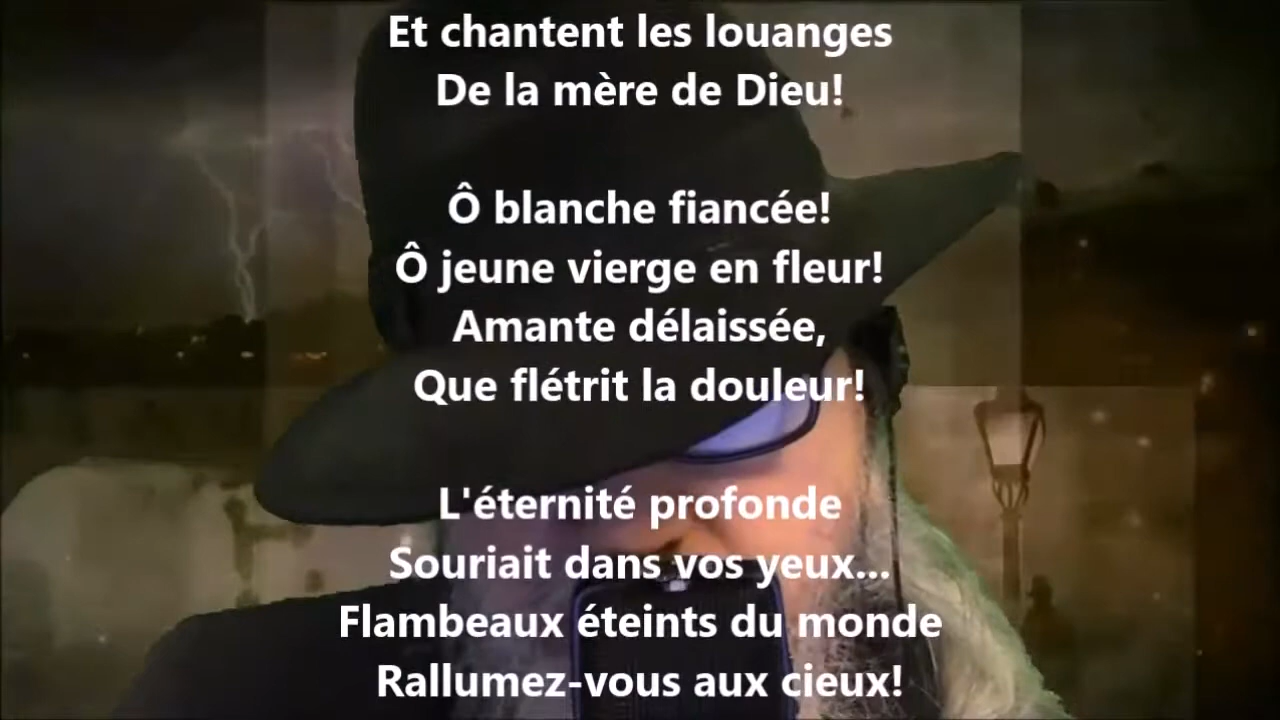 Et chantent les louanges
De la mère de Dieu!
Ô blanche fiancée!
Ô jeune vierge en fleur!
Amante délaissée,
Que flétrit la douleur!
L'éternité profonde
Souriait dans vos yeux...
Flambeaux éteints du monde
Rallumez-vous aux cieux!